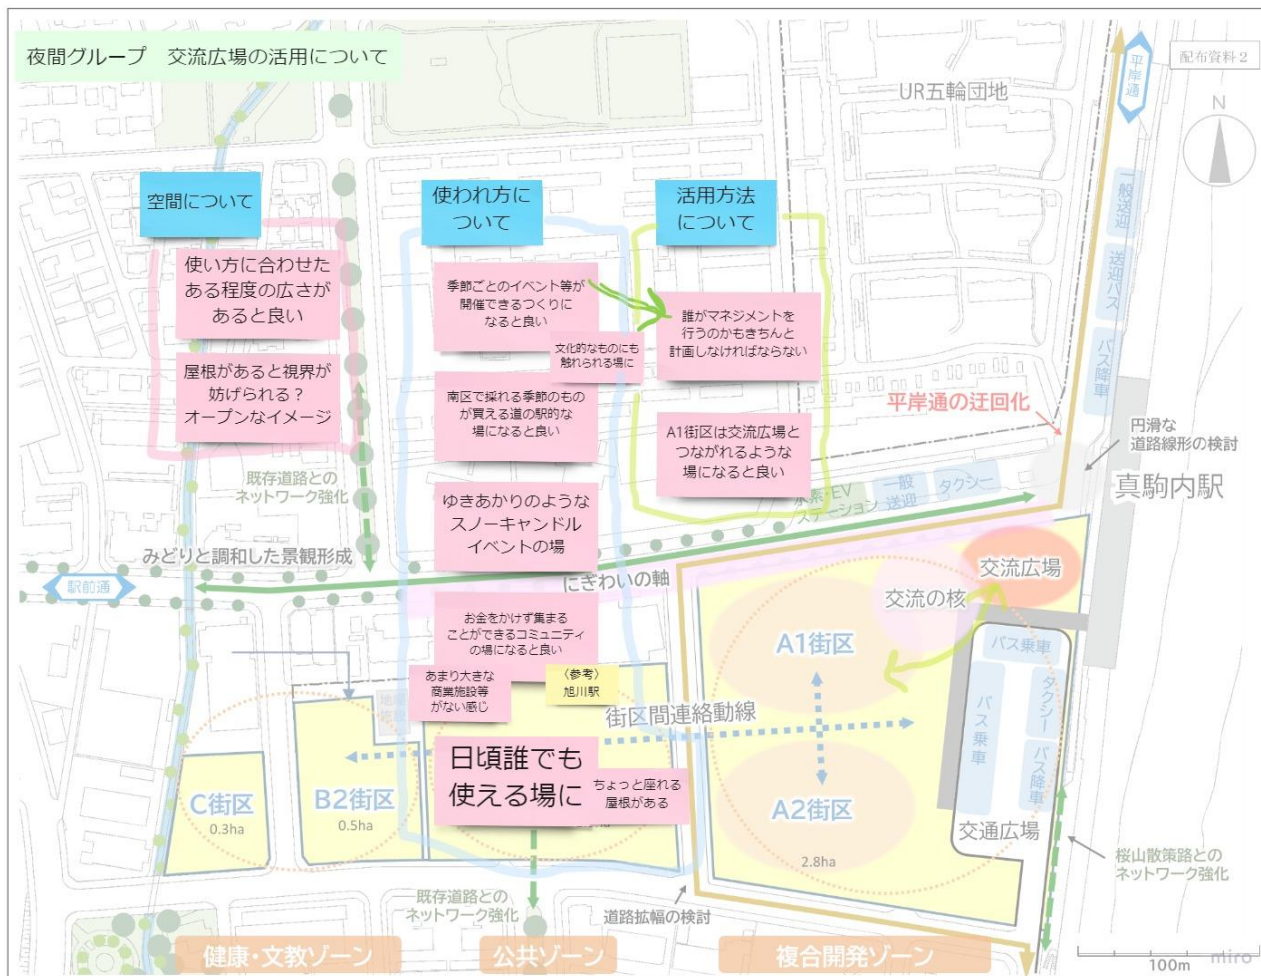 夜間グループ　交流広場の活用について
配布資料2
平岸通
UR五輪団地
N
空間について
使い方に合わせた
ある程度の広さが
あると良い
屋根があると視界が
妨げられる？
オープンなイメージ
使われ方に
ついて
季節ごとのイベント等が
開催できるつくりに
なると良い
文化的なものにも
触れられる場に
南区で採れる季節のもの
が買える道の駅的な
場になると良い
ゆきあかりのような
スノーキャンドル
イベントの場
お金をかけず集まる
ことができるコミュニティ
の場になると良い
あまり大きな
商業施設等
がない感じ
〈参考〉
旭川駅
日頃誰でも
使える場に
ちょっと座れる
屋根がある
活用方法
について
誰がマネジメントを
行うのかもきちんと
計画しなければならない
A1街区は交流広場と
つながれるような
場になると良い
一般送迎
送迎バス
バス降車
平岸通の迂回化
円滑な
道路線形の検討
真駒内駅
水素・EV
ステーション
一般
送迎
タクシー
既存道路との
ネットワーク強化
みどりと調和した景観形成
駅前通
にぎわいの軸
交流広場
交流の核
A1街区
街区間連絡動線
A2街区
2.8ha
バス乗車
バス乗車
タクシー
バス降車
交通広場
C街区
0.3ha
B2街区
0.5ha
既存道路との
ネットワーク強化
道路拡幅の検討
桜山散策路との
ネットワーク強化
健康・文教ゾーン
公共ゾーン
複合開発ゾーン
100m
miro